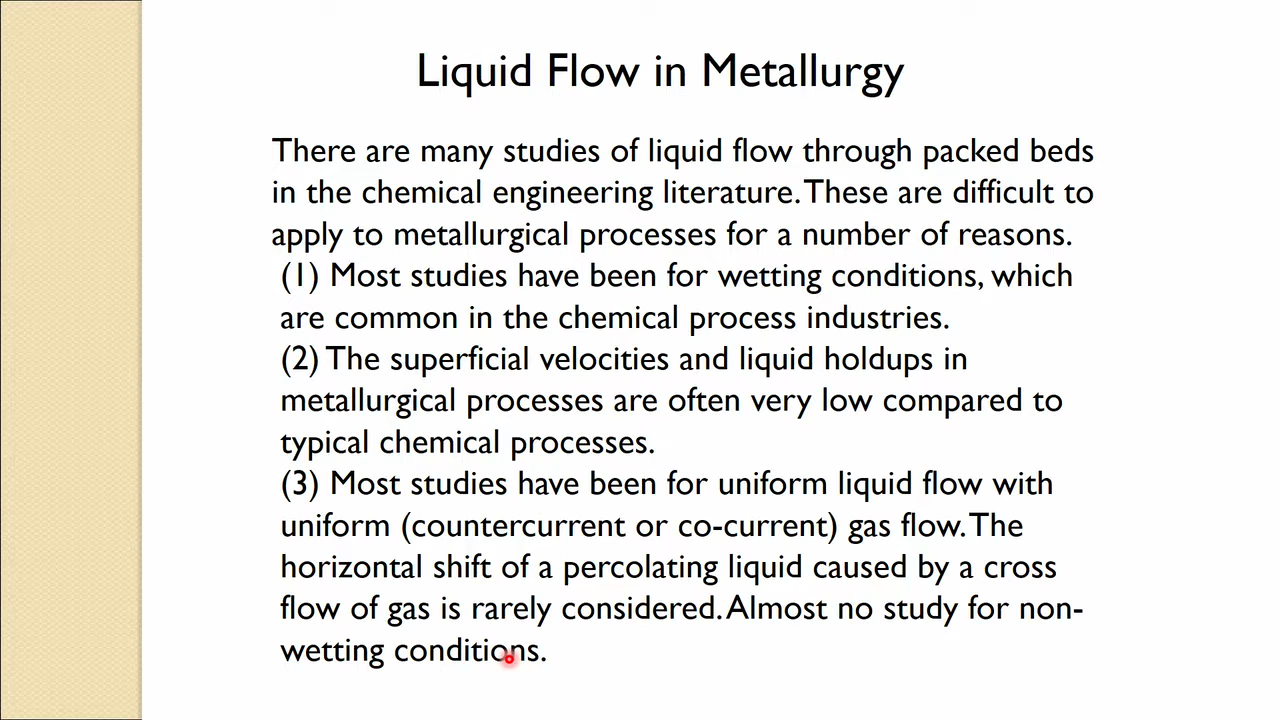 Liquid Flow in Metallurgy
There are many studies of liquid flow through packed beds
in the chemical engineering literature. These are difficult to
apply to metallurgical processes for a number of reasons.
(1) Most studies have been for wetting conditions, which
are common in the chemical process industries.
(2) The superficial velocities and liquid holdups in
metallurgical processes are often very low compared to
typical chemical processes.
(3) Most studies have been for uniform liquid flow with
uniform (countercurrent or co-current) gas flow. The
horizontal shift of a percolating liquid caused by a cross
flow of gas is rarely considered. Almost no study for non-
wetting conditions.